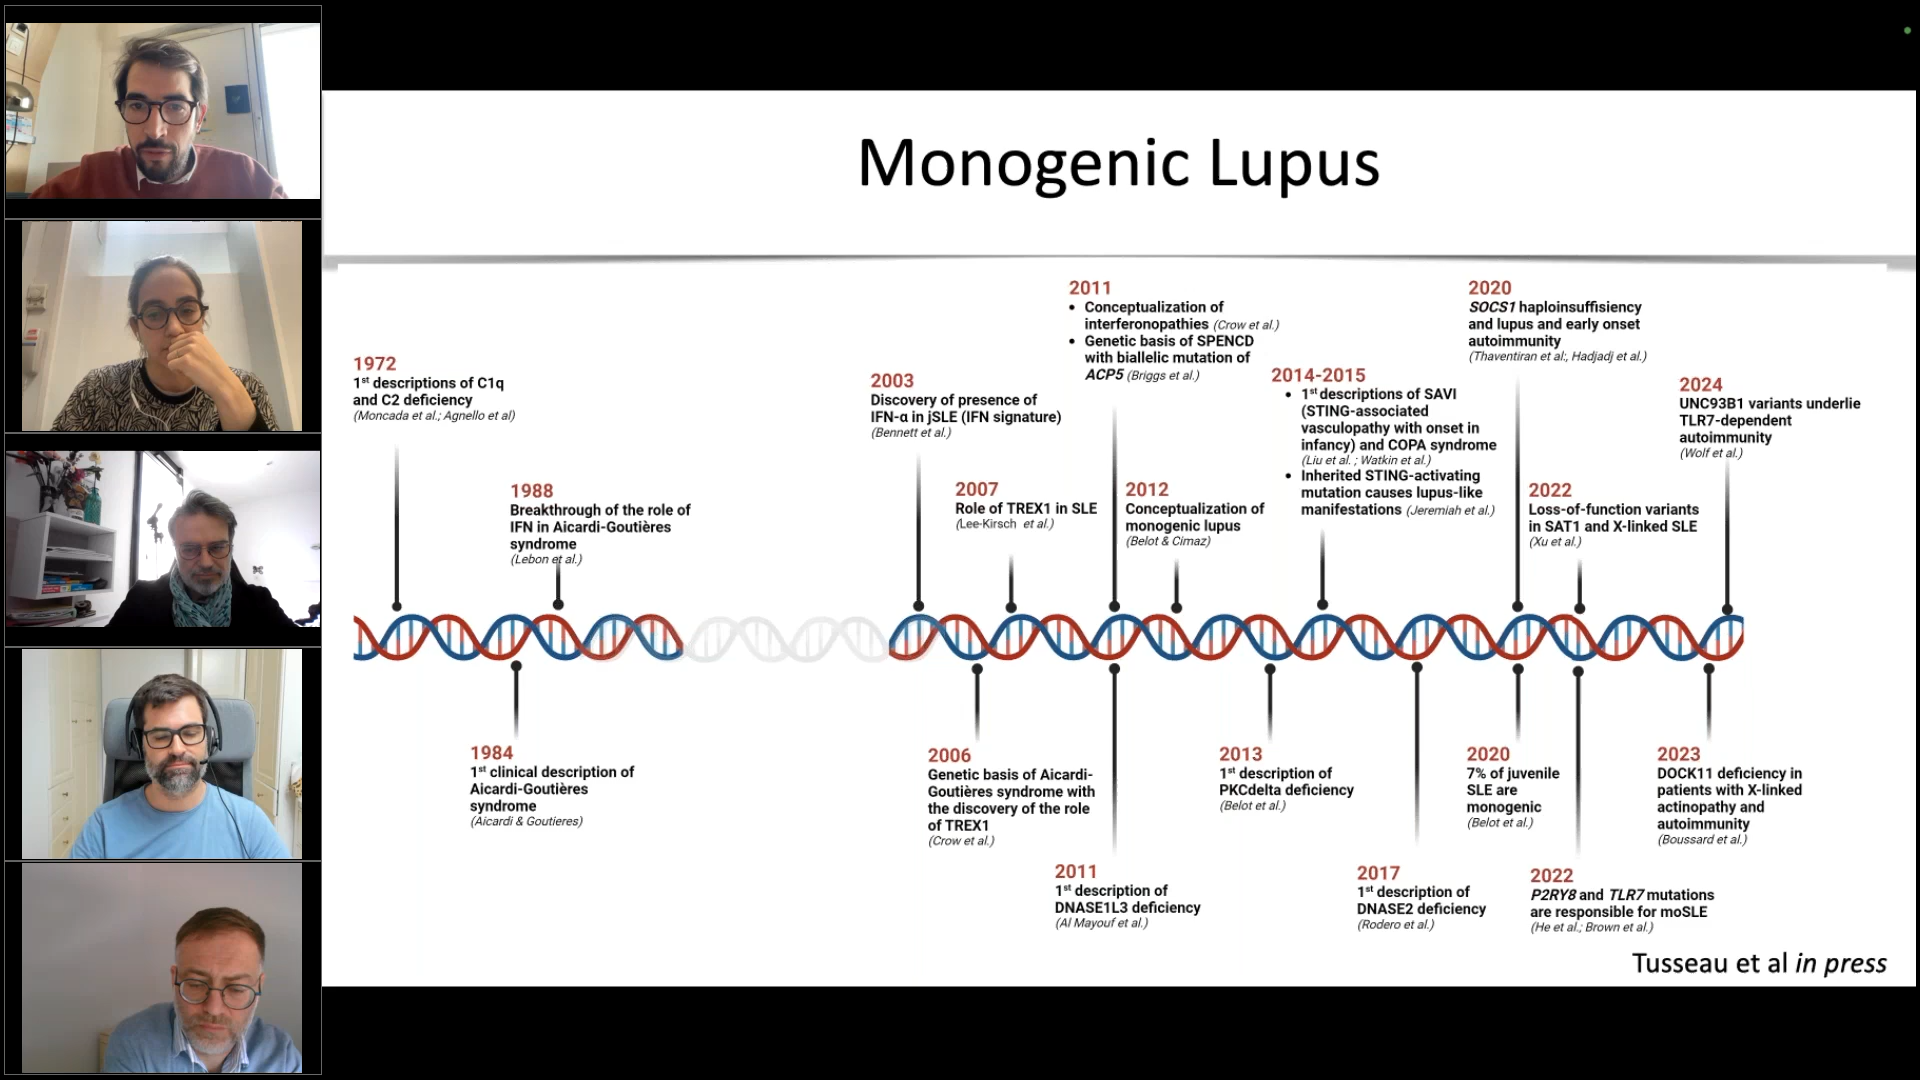 Monogenic Lupus
1972
1st descriptions of C1q
and C2 deficiency
(Moncada et al.; Agnello et al)
1988
Breakthrough of the role of
IFN in Aicardi-Goutières
syndrome
(Lebon et al.)
2003
Discovery of presence of
IFN-α in jSLE (IFN signature)
(Bennett et al.)
2007
Role of TREX1 in SLE
(Lee-Kirsch et al.)
2011
• Conceptualization of
interferonopathies (Crow et al.)
• Genetic basis of SPENCD
with biallelic mutation of
ACP5 (Briggs et al.)
2012
Conceptualization of
monogenic lupus
(Belot & Cimaz)
2014-2015
• 1st descriptions of SAVI
(STING-associated
vasculopathy with onset in
infancy) and COPA syndrome
(Liu et al. ; Watkin et al.)
• Inherited STING-activating
mutation causes lupus-like
manifestations (Jeremiah et al.)
2020
SOCS1 haploinsuffisiency
and lupus and early onset
autoimmunity
(Thaventiran et al:, Hadjadj et al.)
2022
Loss-of-function variants
in SAT1 and X-linked SLE
(Xu et al.)
2024
UNC93B1 variants underlie
TLR7-dependent
autoimmunity
(Wolf et al.)
1984
1st clinical description of
Aicardi-Goutières
syndrome
(Aicardi & Goutieres)
2006
Genetic basis of Aicardi-
Goutières syndrome with
the discovery of the role
of TREX1
(Crow et al.)
2011
1st description of
DNASE1L3 deficiency
(Al Mayouf et al.)
2013
1st description of
PKCdelta deficiency
(Belot et al.)
2017
1st description of
DNASE2 deficiency
(Rodero et al.)
2020
7% of juvenile
SLE are
monogenic
(Belot et al.)
2022
P2RY8 and TLR7 mutations
are responsible for moSLE
(He et al.; Brown et al.)
2023
DOCK11 deficiency in
patients with X-linked
actinopathy and
autoimmunity
(Boussard et al.)
Tusseau et al in press